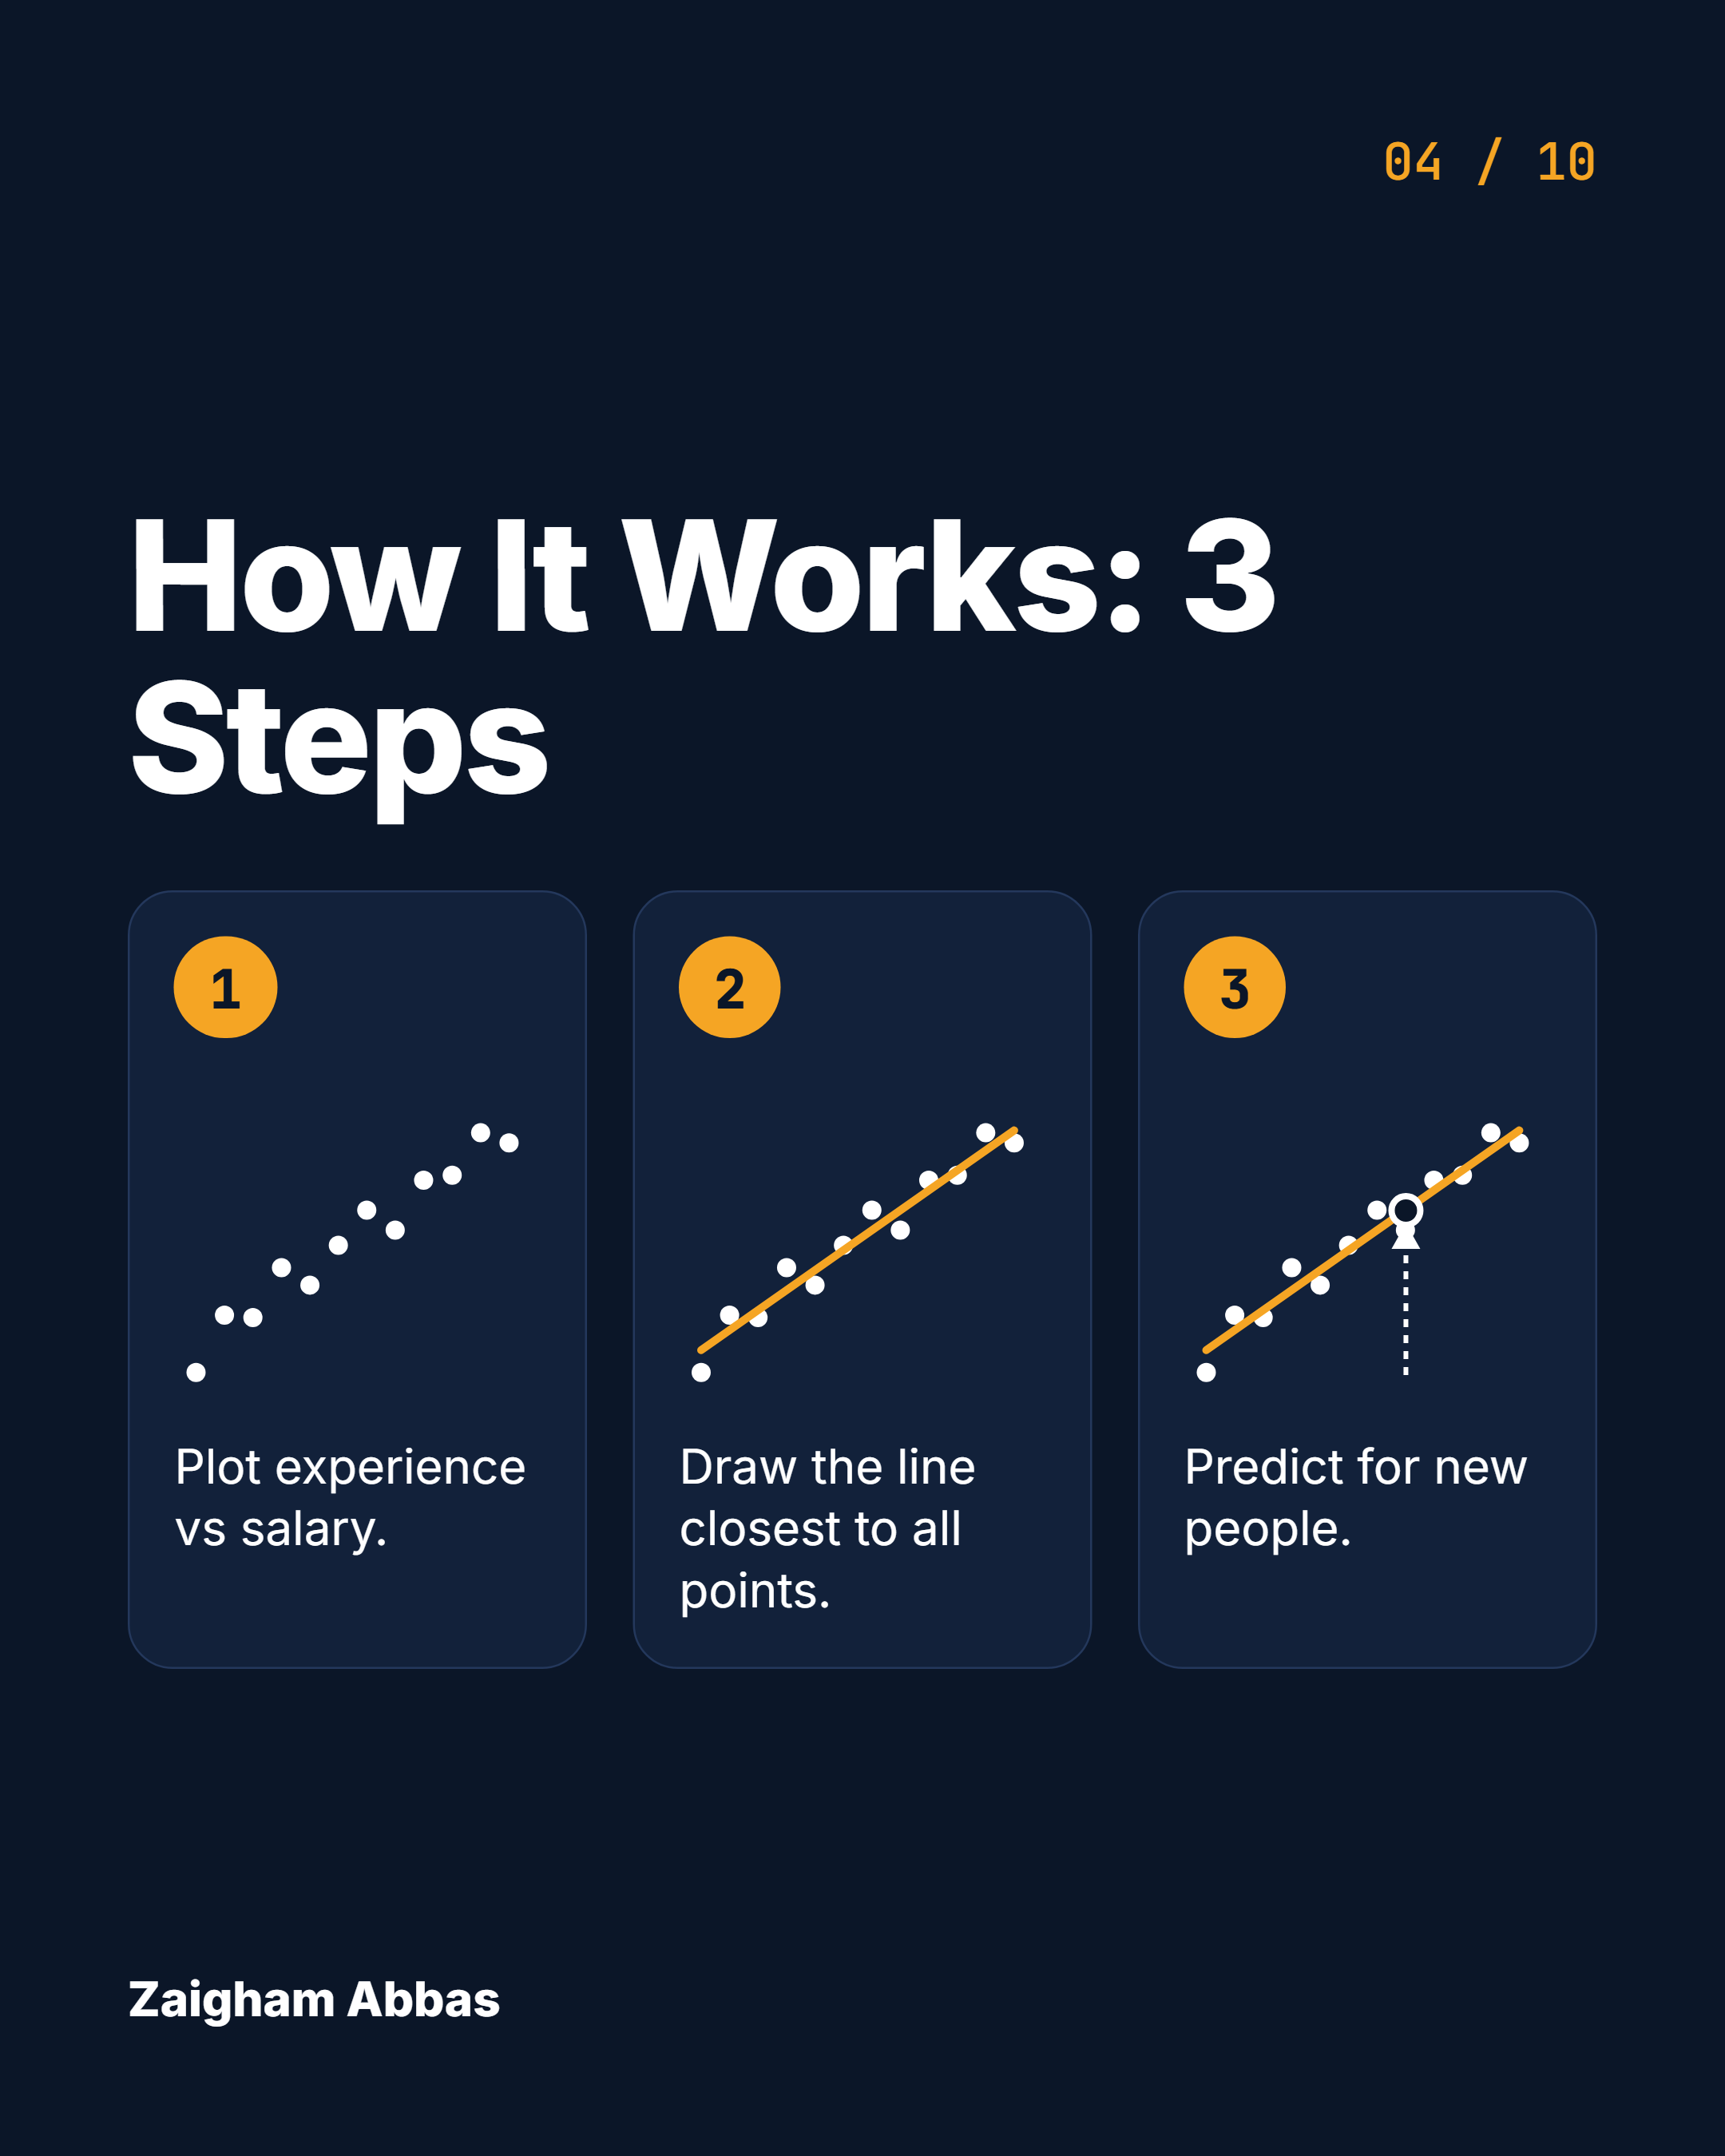 04 / 10
How It Works: 3
Steps
1
Plot experience
vs salary.
2
Draw the line
closest to all
points.
3
Predict for new
people.
Zaigham Abbas